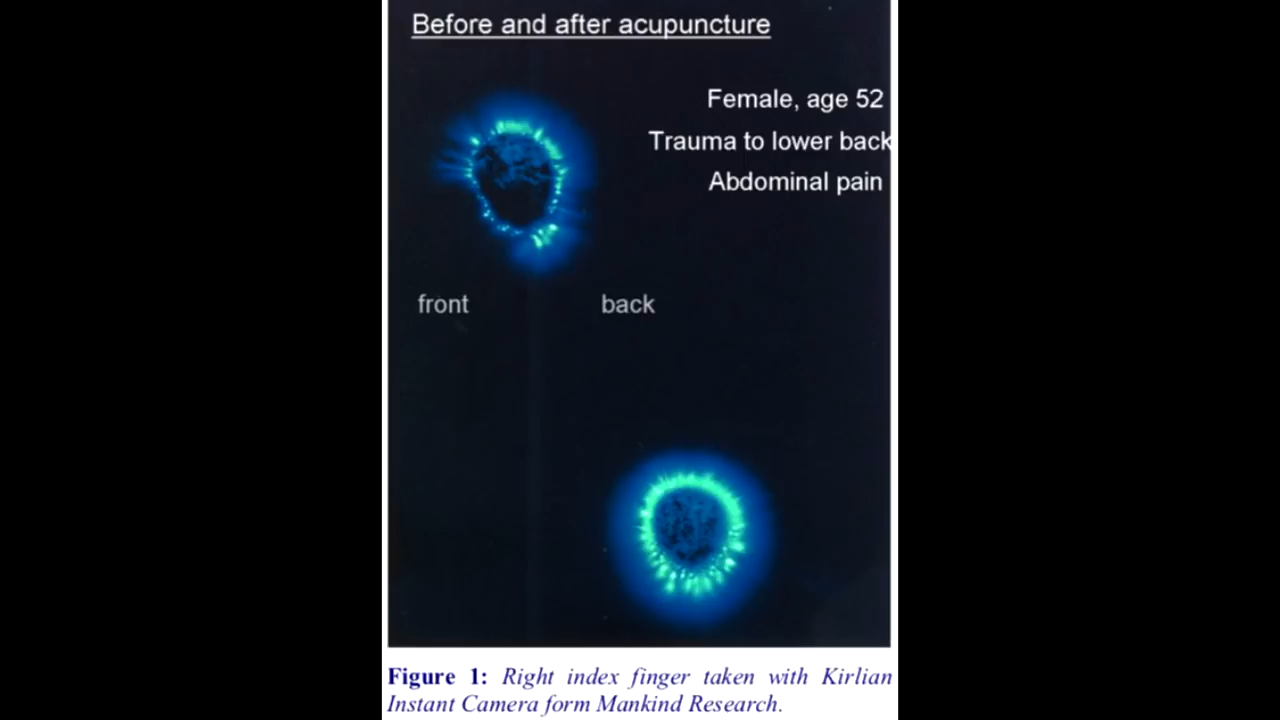 Before and after acupuncture
Female, age 52
Trauma to lower back
Abdominal pain
front back
Figure 1: Right index finger taken with Kirlian
Instant Camera form Mankind Research.